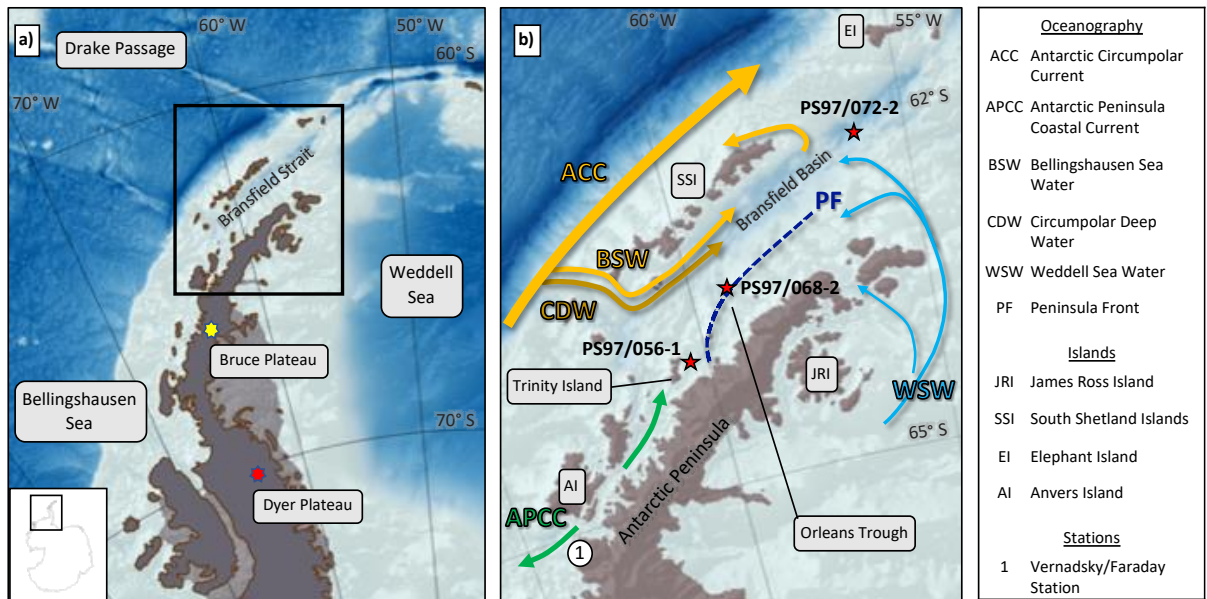 a)
60° W
50° W
60° S
Drake Passage
70° W
Bransfield Strait
Weddell
Sea
Bruce Plateau
Bellingshausen
Sea
70° S
Dyer Plateau
b)
60° W
55° W
EI
62° S
PS97/072-2
ACC
SSI
Bransfield Basin
PF
BSW
CDW
PS97/068-2
PS97/056-1
Trinity Island
JRI
WSW
65° S
Antarctic Peninsula
AI
APCC
Orleans Trough
1
Oceanography
ACC Antarctic Circumpolar
Current
APCC Antarctic Peninsula
Coastal Current
BSW Bellingshausen Sea
Water
CDW Circumpolar Deep
Water
WSW Weddell Sea Water
PF Peninsula Front
Islands
JRI James Ross Island
SSI South Shetland Islands
EI Elephant Island
AI Anvers Island
Stations
1 Vernadsky/Faraday
Station